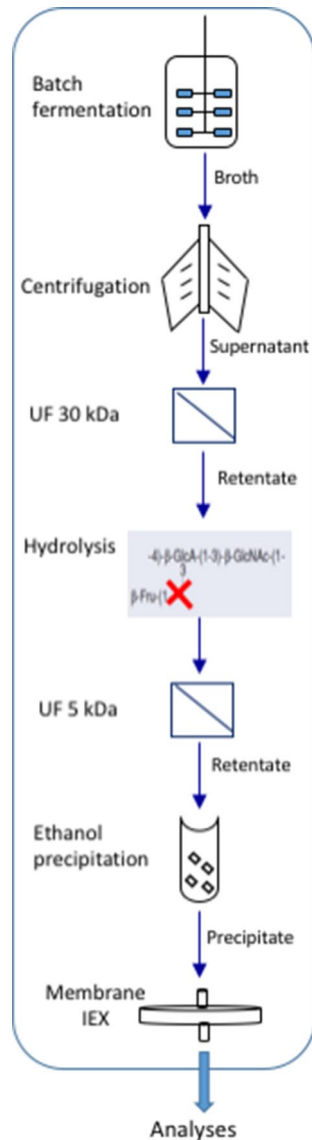 Batch
fermentation
Broth
Centrifugation
Supernatant
UF 30 kDa
Retentate
Hydrolysis
-4)-β-GlcA-(1-3)-β-GlcNAc-(1-
3
β-Fru-(1
UF 5 kDa
Retentate
Ethanol
precipitation
Precipitate
Membrane
IEX
Analyses